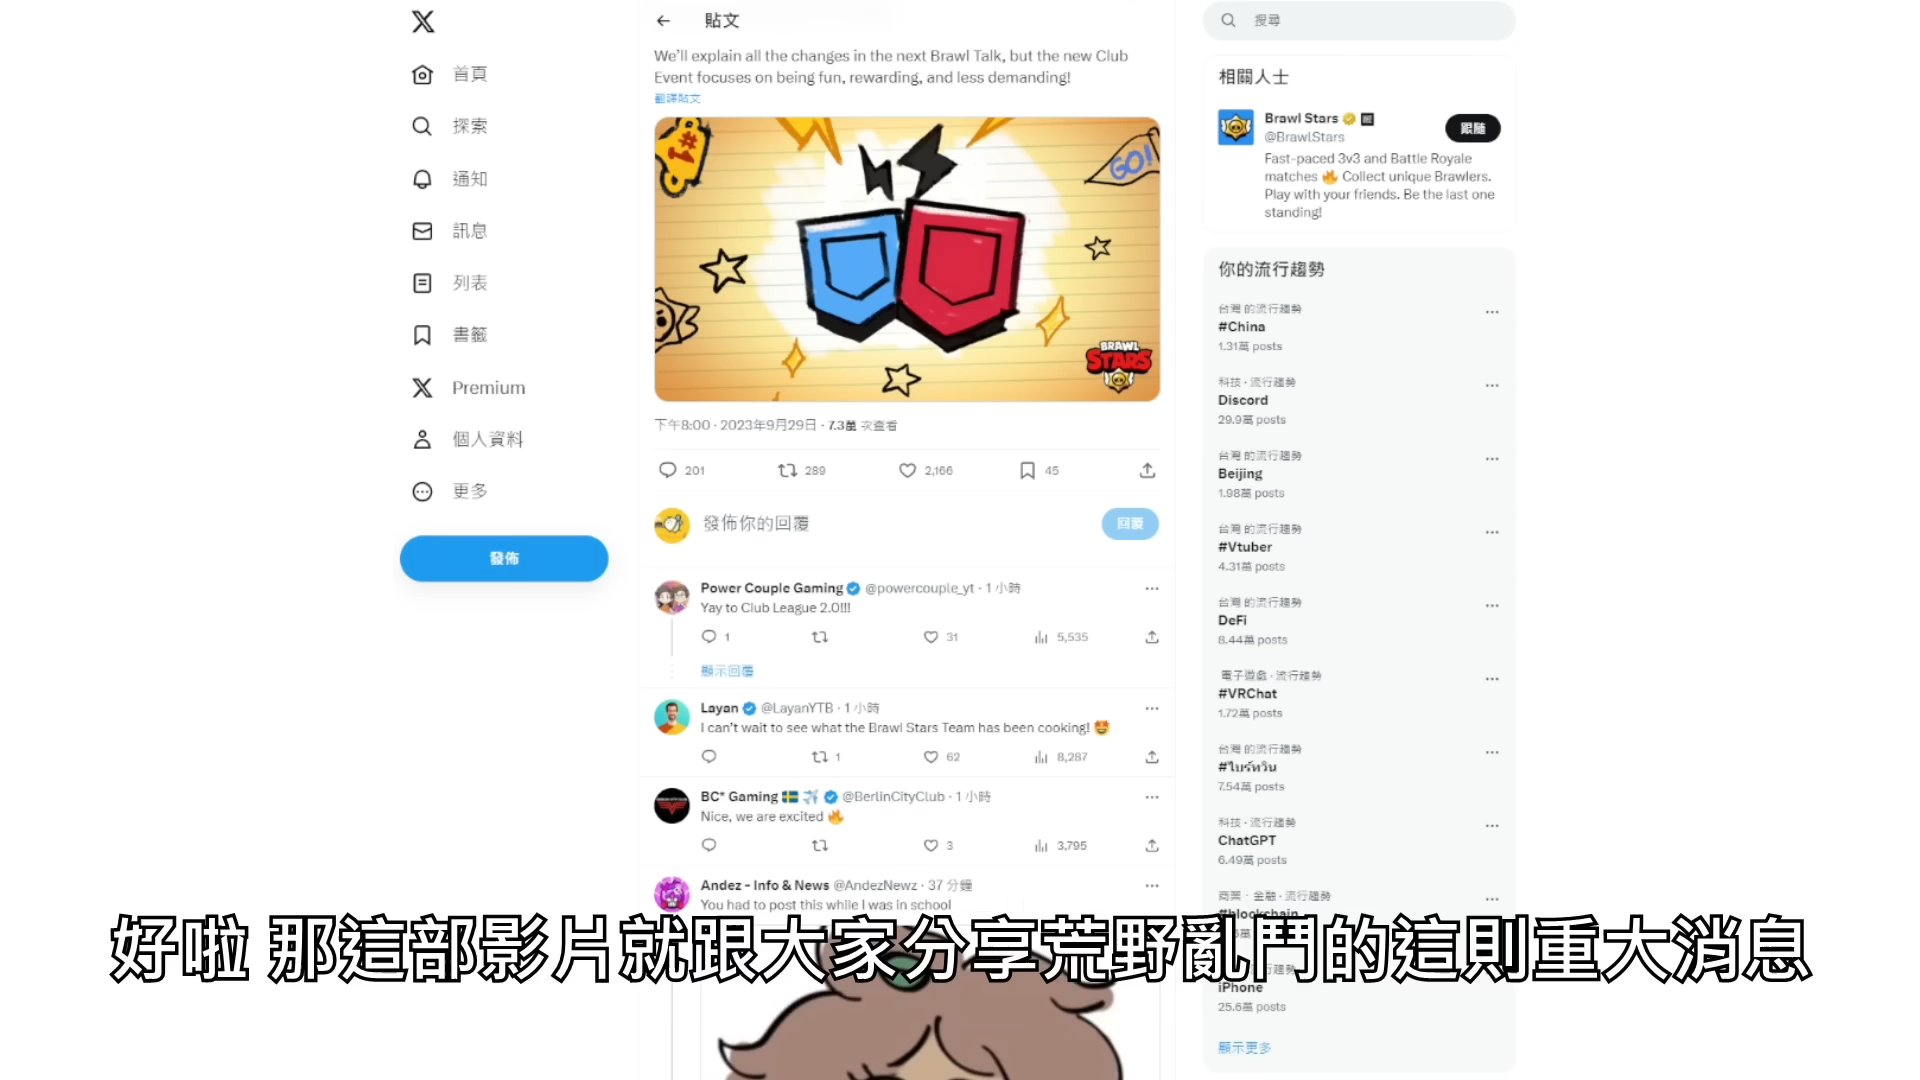 首頁
探索
通知
訊息
列表
書籤
Premium
個人資料
更多
發佈
貼文
We'll explain all the changes in the next Brawl Talk, but the new Club
Event focuses on being fun, rewarding, and less demanding!
翻譯貼文
#1
GO!
BRAWL
STARS
下午8:00 · 2023年9月29日 · 7.3萬 次查看
201 289 2,166 45
發佈你的回覆
回覆
Power Couple Gaming @powercouple_yt · 1 小時
Yay to Club League 2.0!!!
1 31 5,535
顯示回覆
Layan @LayanYTB · 1 小時
I can't wait to see what the Brawl Stars Team has been cooking! 🤩
1 62 8,287
BC* Gaming 🇸🇪 ✈️ @BerlinCityClub · 1 小時
Nice, we are excited 🔥
3 3,795
Andez - Info & News @AndezNewz · 37 分鐘
You had to post this while I was in school
搜尋
相關人士
Brawl Stars
@BrawlStars
跟隨
Fast-paced 3v3 and Battle Royale
matches 🔥 Collect unique Brawlers.
Play with your friends. Be the last one
standing!
你的流行趨勢
台灣 的流行趨勢
#China
1.31萬 posts
科技 · 流行趨勢
Discord
29.9萬 posts
台灣 的流行趨勢
Beijing
1.98萬 posts
台灣 的流行趨勢
#Vtuber
4.31萬 posts
台灣 的流行趨勢
DeFi
8.44萬 posts
電子遊戲 · 流行趨勢
#VRChat
1.72萬 posts
台灣 的流行趨勢
#ไบร์ทวิน
7.54萬 posts
科技 · 流行趨勢
ChatGPT
6.49萬 posts
商業 · 金融 · 流行趨勢
#blockchain
iPhone
25.6萬 posts
顯示更多
好啦 那這部影片就跟大家分享荒野亂鬥的這則重大消息